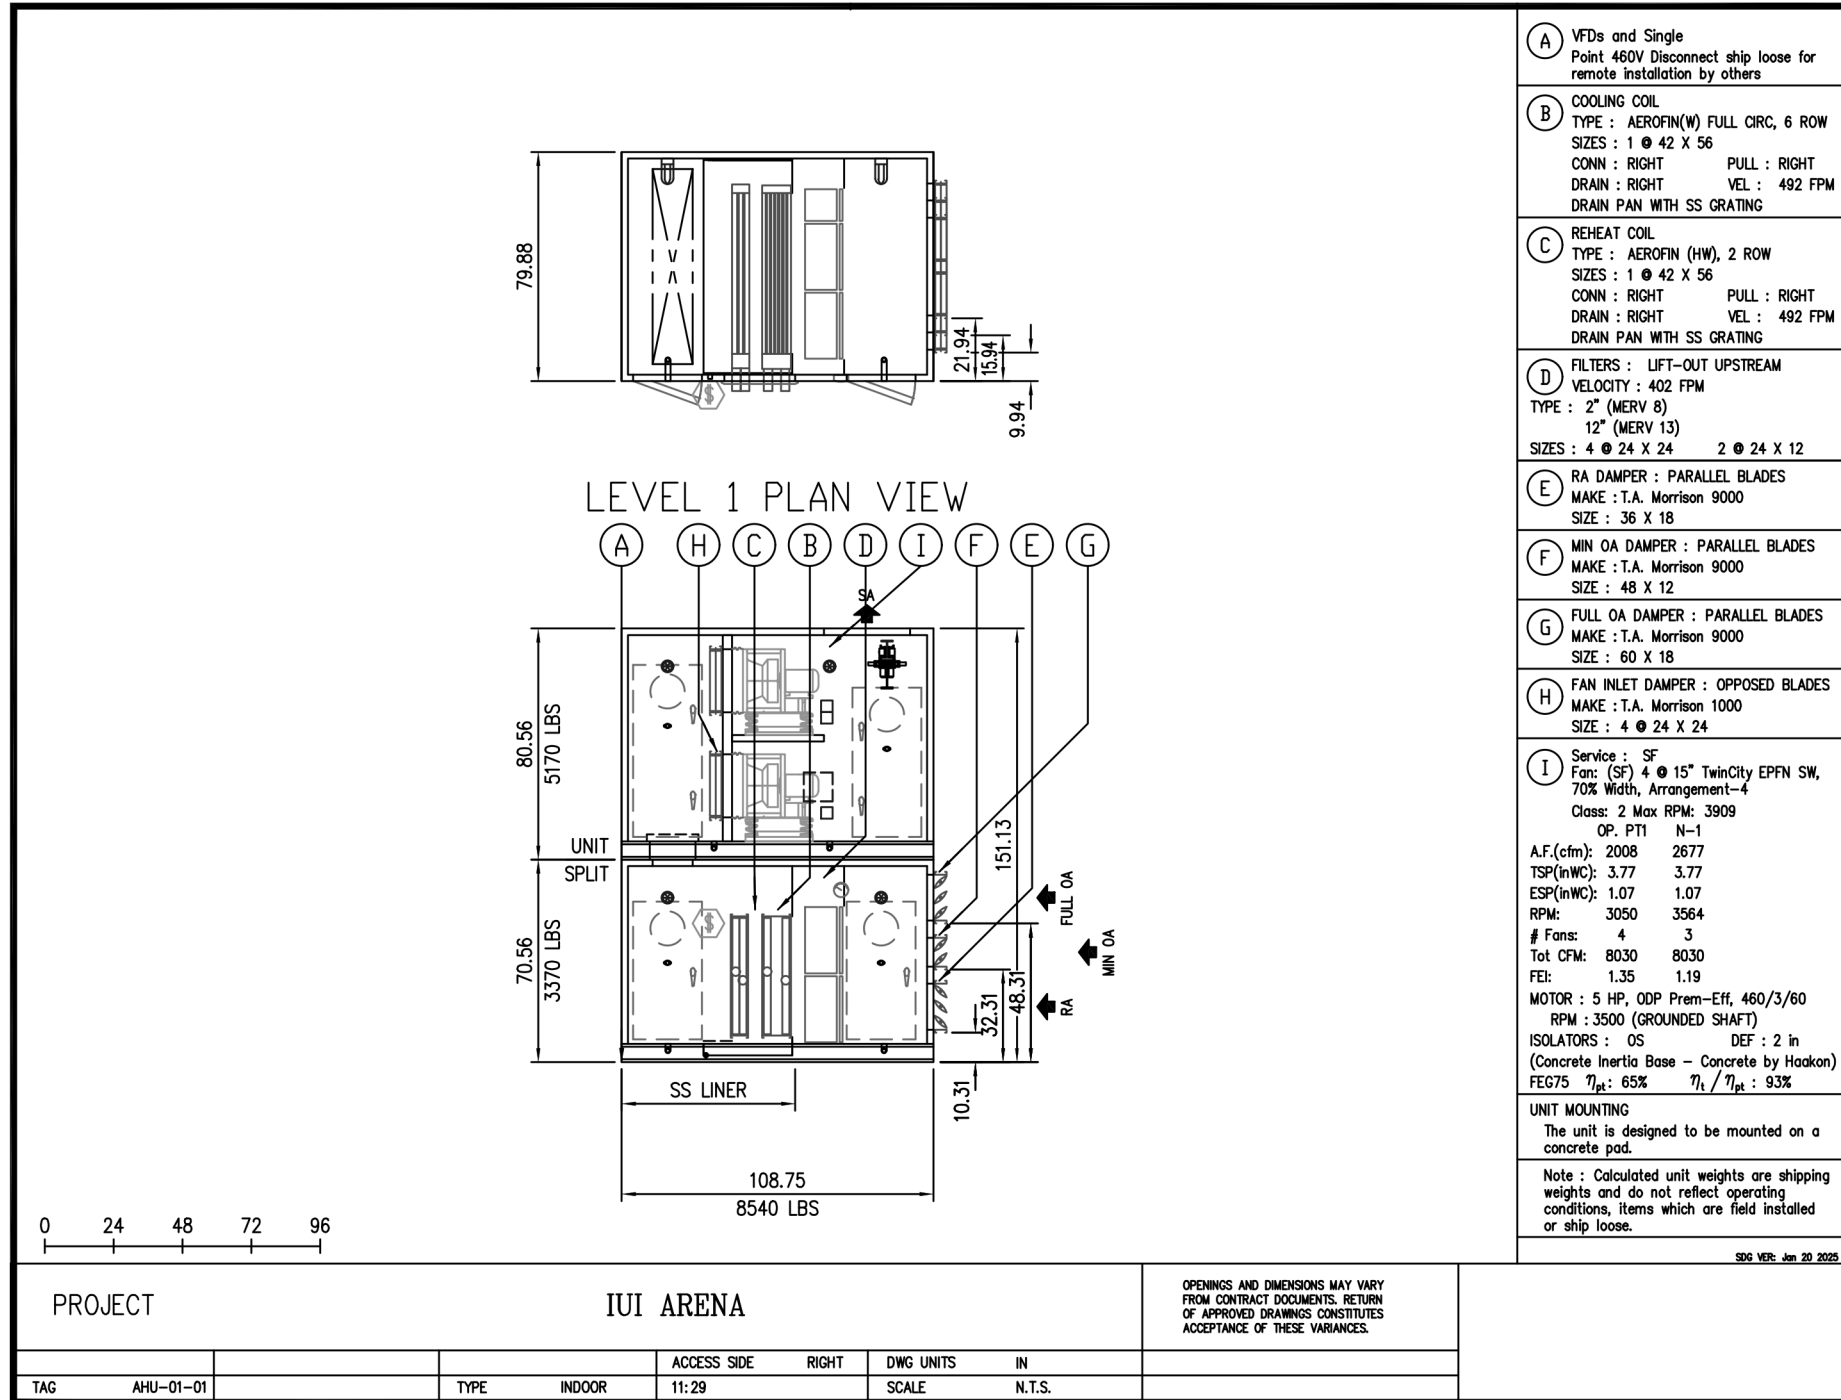 79.88
21.94
15.94
9.94
LEVEL 1 PLAN VIEW
A H C B D I F E G
SA
80.56
5170 LBS
UNIT
SPLIT
70.56
3370 LBS
151.13
FULL OA
MIN OA
RA
48.31
32.31
10.31
$
$
SS LINER
108.75
8540 LBS
0 24 48 72 96
A VFDs and Single
Point 460V Disconnect ship loose for
remote installation by others
B COOLING COIL
TYPE : AEROFIN(W) FULL CIRC, 6 ROW
SIZES : 1 @ 42 X 56
CONN : RIGHT PULL : RIGHT
DRAIN : RIGHT VEL : 492 FPM
DRAIN PAN WITH SS GRATING
C REHEAT COIL
TYPE : AEROFIN (HW), 2 ROW
SIZES : 1 @ 42 X 56
CONN : RIGHT PULL : RIGHT
DRAIN : RIGHT VEL : 492 FPM
DRAIN PAN WITH SS GRATING
D FILTERS : LIFT-OUT UPSTREAM
VELOCITY : 402 FPM
TYPE : 2" (MERV 8)
12" (MERV 13)
SIZES : 4 @ 24 X 24 2 @ 24 X 12
E RA DAMPER : PARALLEL BLADES
MAKE : T.A. Morrison 9000
SIZE : 36 X 18
F MIN OA DAMPER : PARALLEL BLADES
MAKE : T.A. Morrison 9000
SIZE : 48 X 12
G FULL OA DAMPER : PARALLEL BLADES
MAKE : T.A. Morrison 9000
SIZE : 60 X 18
H FAN INLET DAMPER : OPPOSED BLADES
MAKE : T.A. Morrison 1000
SIZE : 4 @ 24 X 24
I Service : SF
Fan: (SF) 4 @ 15" TwinCity EPFN SW,
70% Width, Arrangement-4
Class: 2 Max RPM: 3909
OP. PT1 N-1
A.F.(cfm): 2008 2677
TSP(inWC): 3.77 3.77
ESP(inWC): 1.07 1.07
RPM: 3050 3564
# Fans: 4 3
Tot CFM: 8030 8030
FEI: 1.35 1.19
MOTOR : 5 HP, ODP Prem-Eff, 460/3/60
RPM : 3500 (GROUNDED SHAFT)
ISOLATORS : OS DEF : 2 in
(Concrete Inertia Base - Concrete by Haakon)
FEG75 ηpt: 65% ηt / ηpt : 93%
UNIT MOUNTING
The unit is designed to be mounted on a
concrete pad.
Note : Calculated unit weights are shipping
weights and do not reflect operating
conditions, items which are field installed
or ship loose.
SDG VER: Jan 20 2025
PROJECT IUI ARENA
OPENINGS AND DIMENSIONS MAY VARY
FROM CONTRACT DOCUMENTS. RETURN
OF APPROVED DRAWINGS CONSTITUTES
ACCEPTANCE OF THESE VARIANCES.
ACCESS SIDE RIGHT DWG UNITS IN
TAG AHU-01-01 TYPE INDOOR 11:29 SCALE N.T.S.